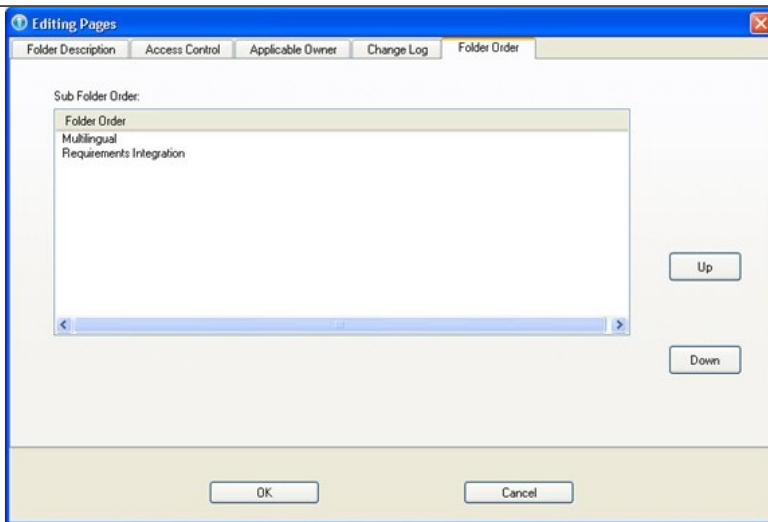 Editing Pages
Folder Description Access Control Applicable Owner Change Log Folder Order
Sub Folder Order:
Folder Order
Multilingual
Requirements Integration
Up
Down
OK Cancel